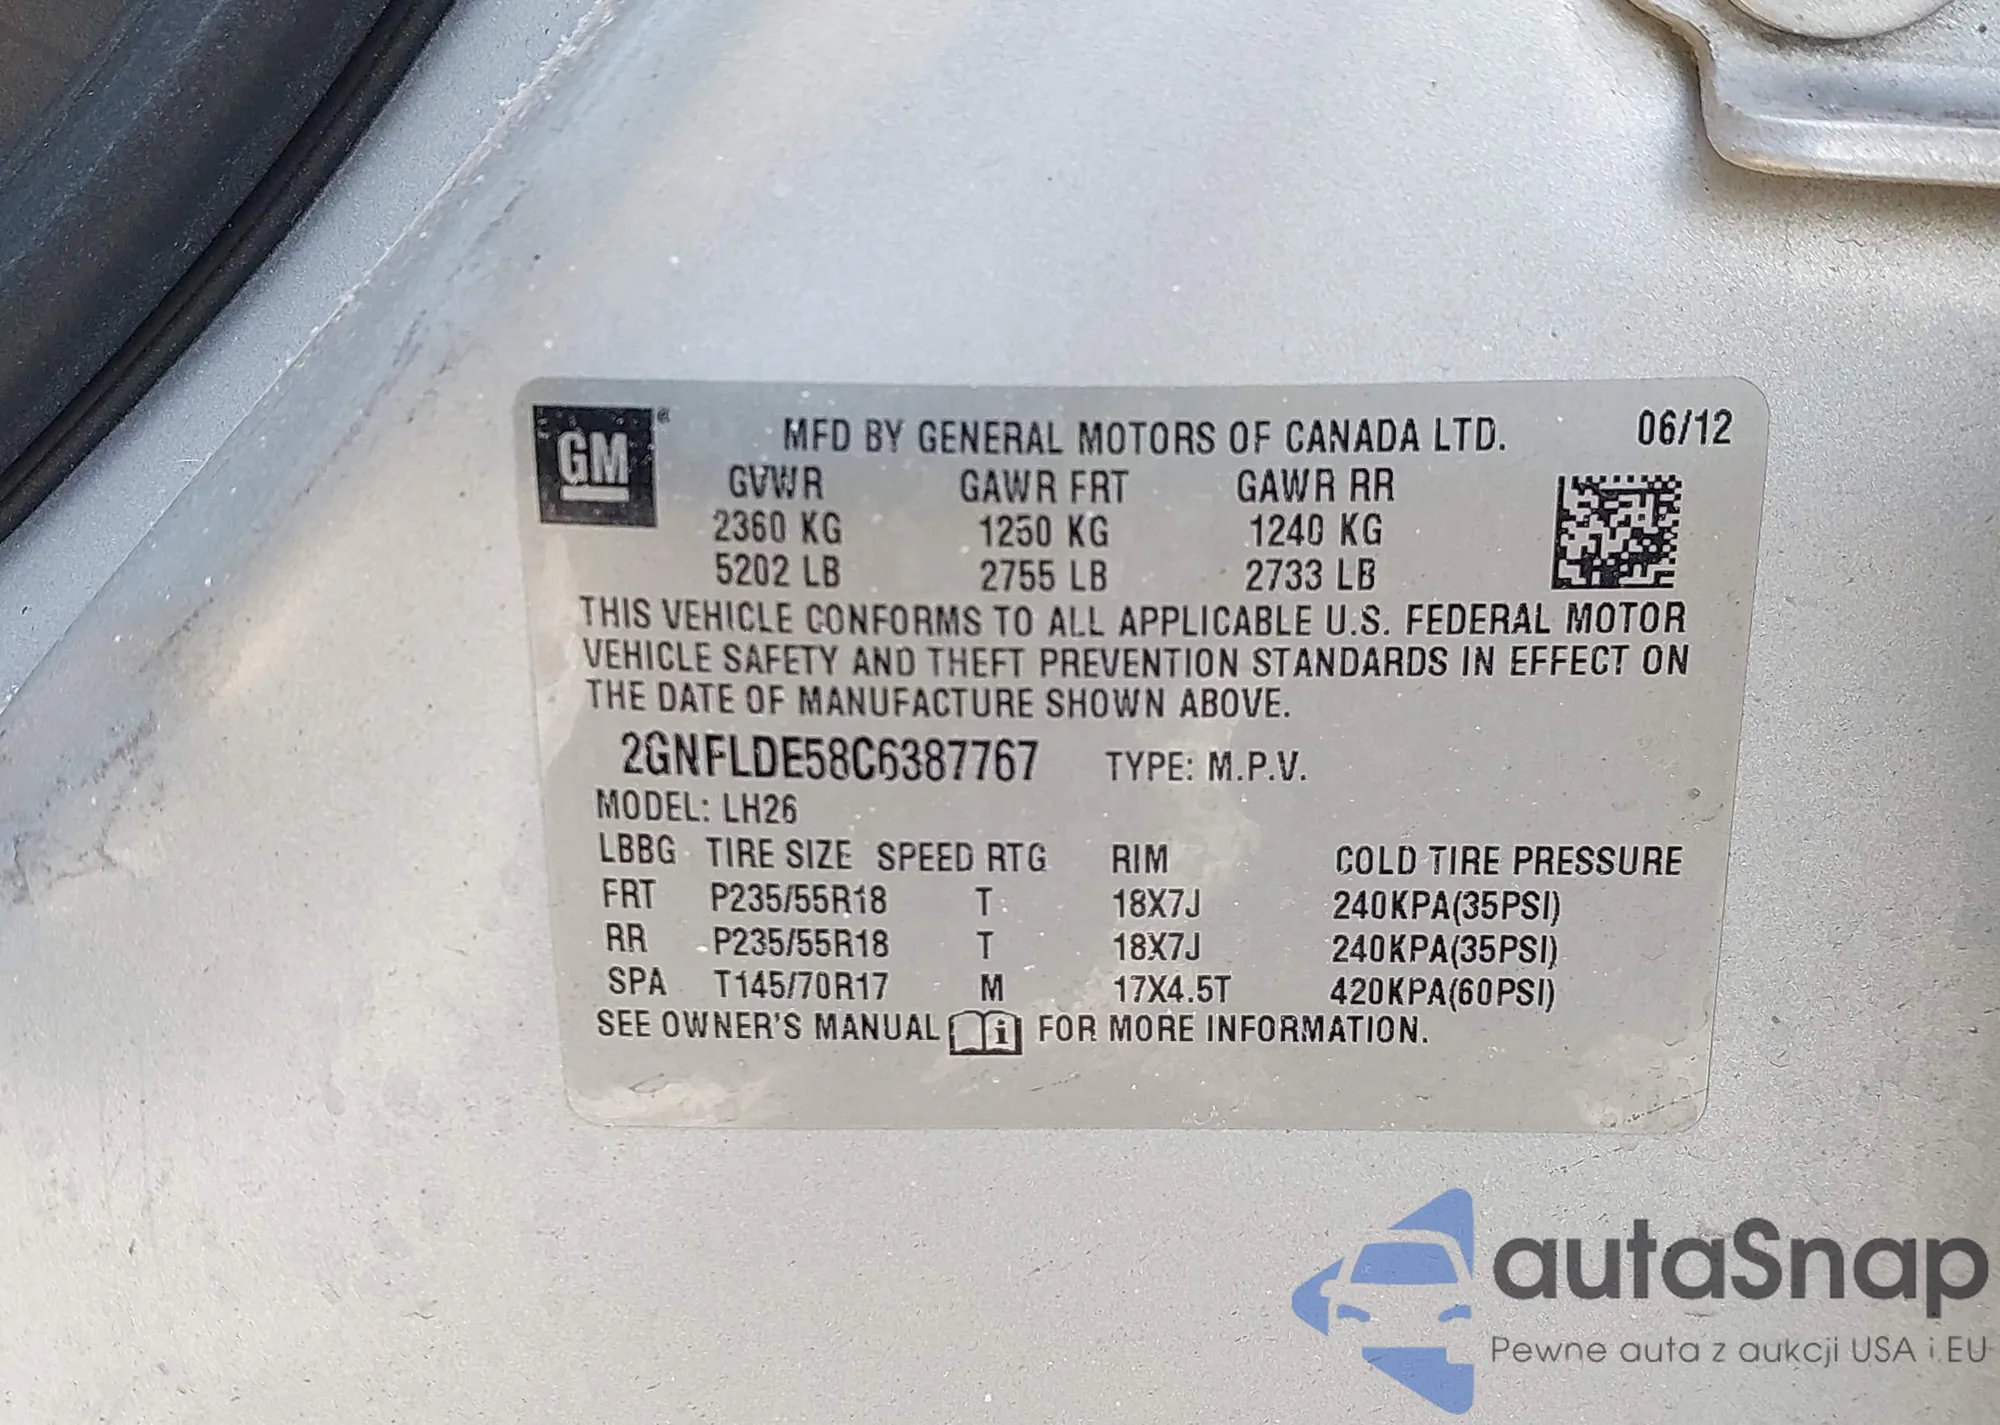 GM ®
MFD BY GENERAL MOTORS OF CANADA LTD. 06/12
GVWR GAWR FRT GAWR RR
2360 KG 1250 KG 1240 KG
5202 LB 2755 LB 2733 LB
THIS VEHICLE CONFORMS TO ALL APPLICABLE U.S. FEDERAL MOTOR
VEHICLE SAFETY AND THEFT PREVENTION STANDARDS IN EFFECT ON
THE DATE OF MANUFACTURE SHOWN ABOVE.
2GNFLDE58C6387767 TYPE: M.P.V.
MODEL: LH26
LBBG TIRE SIZE SPEED RTG RIM COLD TIRE PRESSURE
FRT P235/55R18 T 18X7J 240KPA(35PSI)
RR P235/55R18 T 18X7J 240KPA(35PSI)
SPA T145/70R17 M 17X4.5T 420KPA(60PSI)
SEE OWNER'S MANUAL i FOR MORE INFORMATION.
autaSnap
Pewne auta z aukcji USA i EU